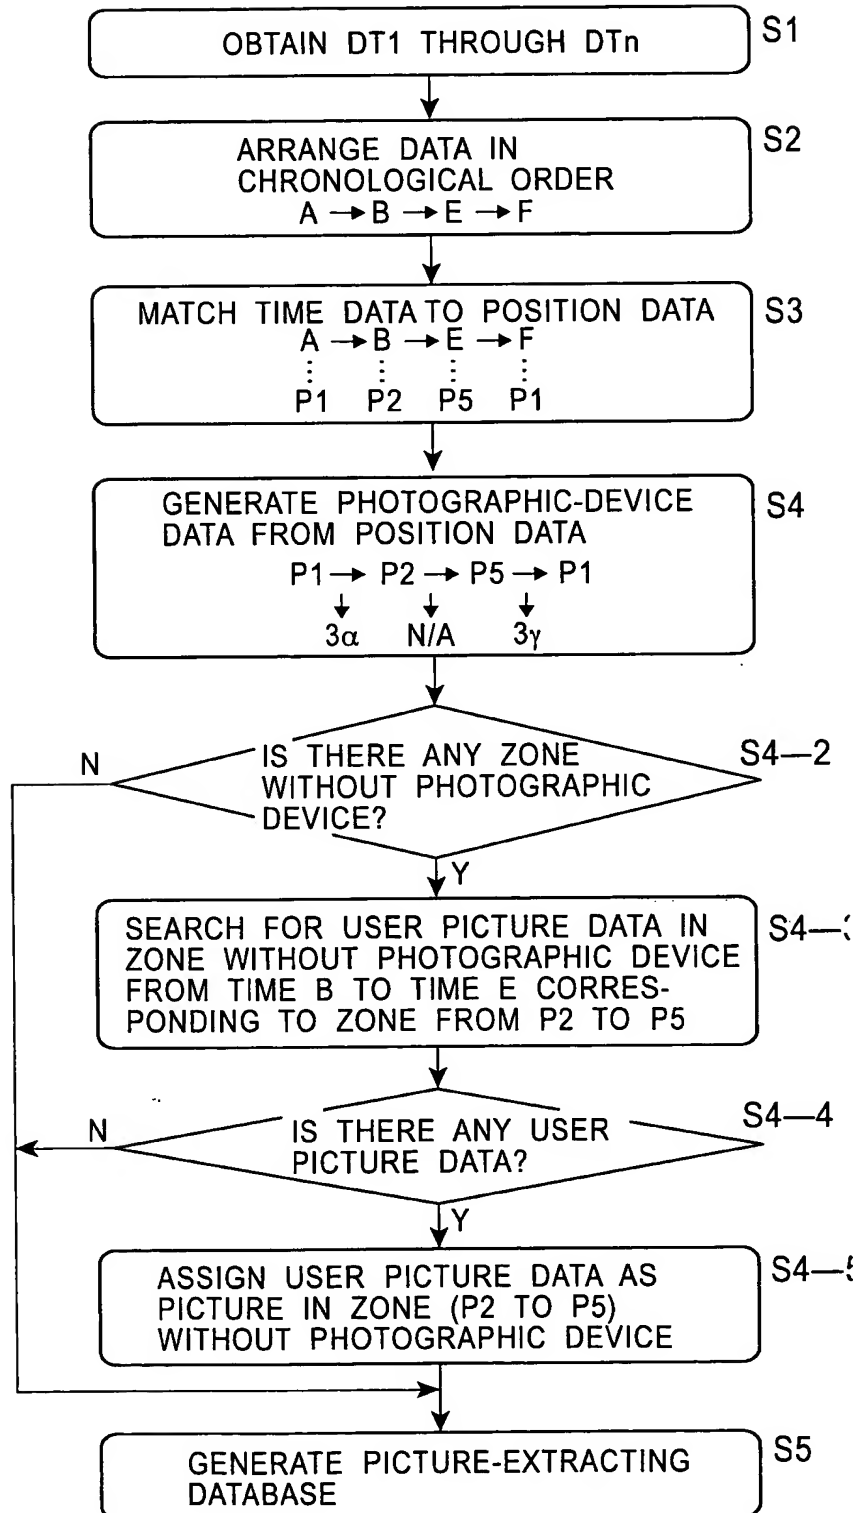 OBTAIN DT1 THROUGH DTn
S1
ARRANGE DATA IN
CHRONOLOGICAL ORDER
A → B → E → F
S2
MATCH TIME DATA TO POSITION DATA
A → B → E → F
P1 P2 P5 P1
S3
GENERATE PHOTOGRAPHIC-DEVICE
DATA FROM POSITION DATA
P1 → P2 → P5 → P1
3α N/A 3γ
S4
N
IS THERE ANY ZONE
WITHOUT PHOTOGRAPHIC
DEVICE?
S4—2
Y
SEARCH FOR USER PICTURE DATA IN
ZONE WITHOUT PHOTOGRAPHIC DEVICE
FROM TIME B TO TIME E CORRES-
PONDING TO ZONE FROM P2 TO P5
S4—
N
IS THERE ANY USER
PICTURE DATA?
S4—4
Y
ASSIGN USER PICTURE DATA AS
PICTURE IN ZONE (P2 TO P5)
WITHOUT PHOTOGRAPHIC DEVICE
S4—
GENERATE PICTURE-EXTRACTING
DATABASE
S5